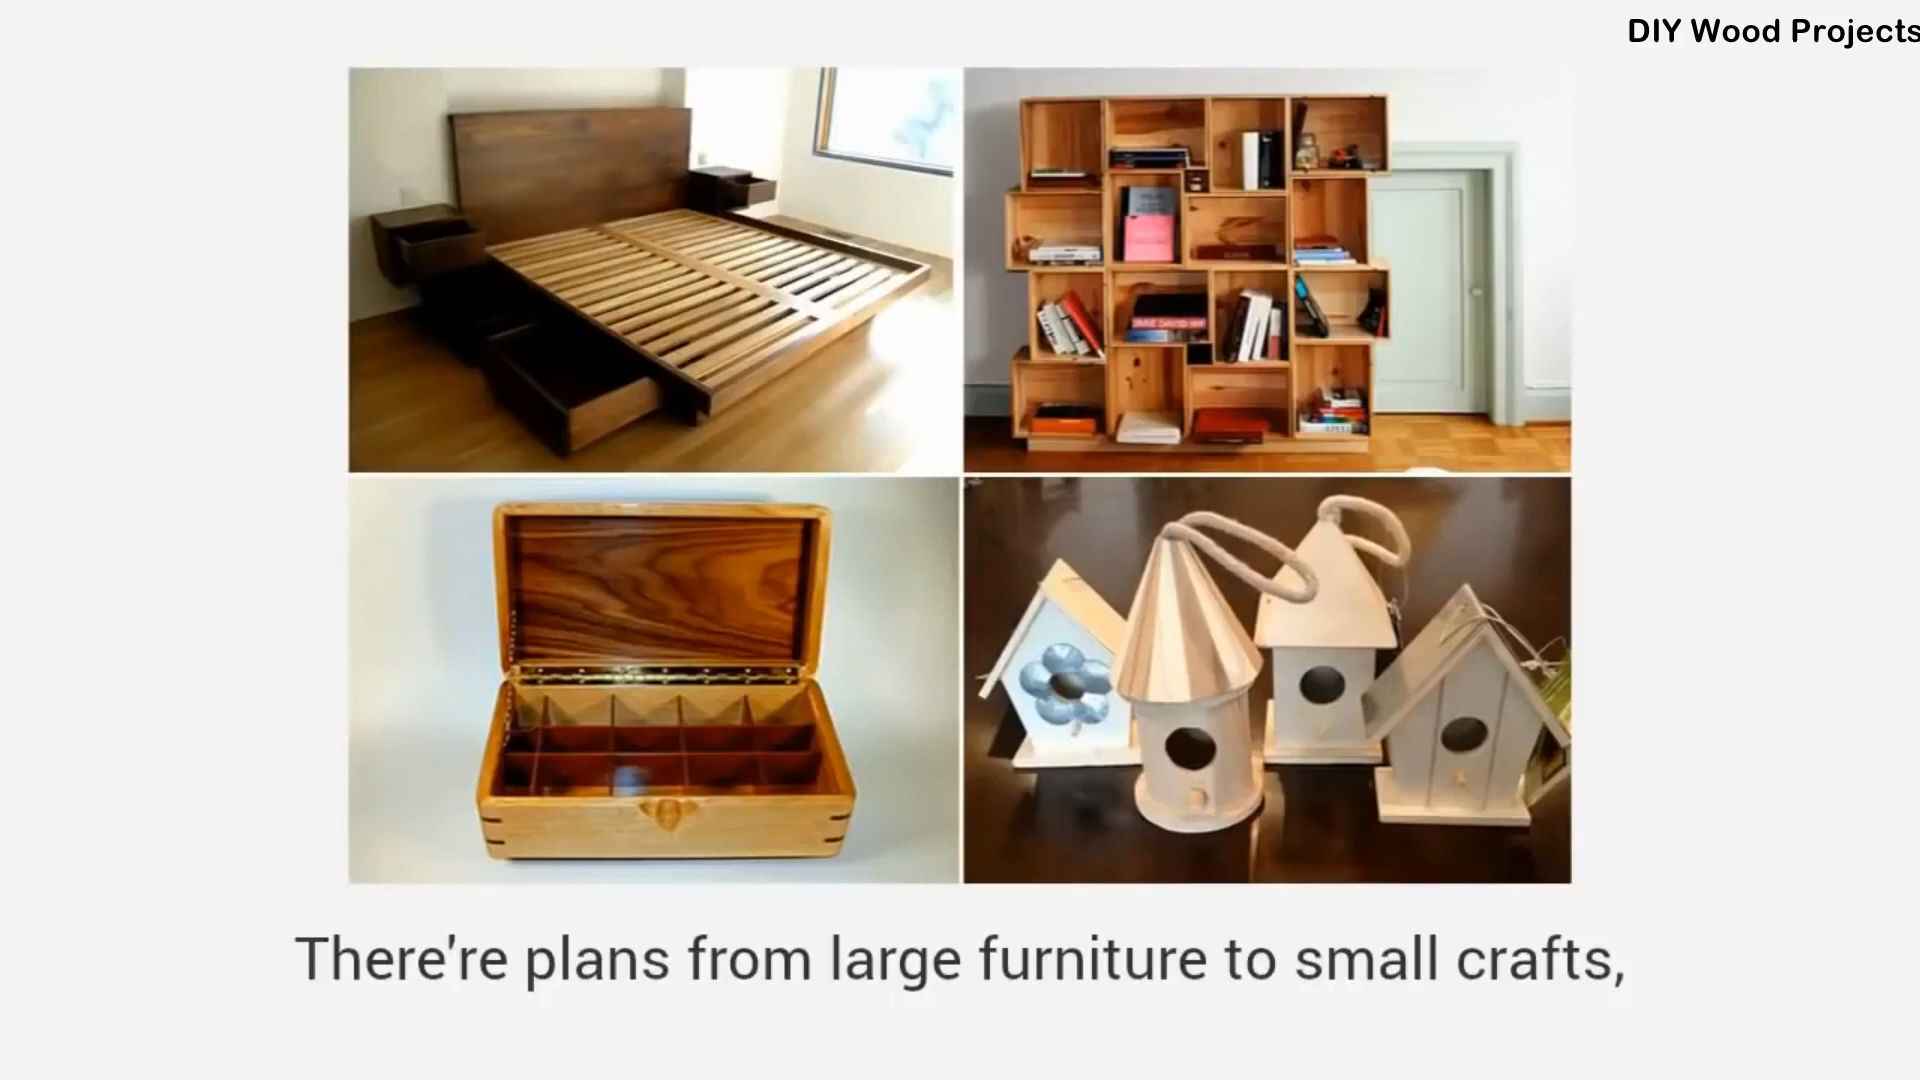 DIY Wood Projects
There're plans from large furniture to small crafts,